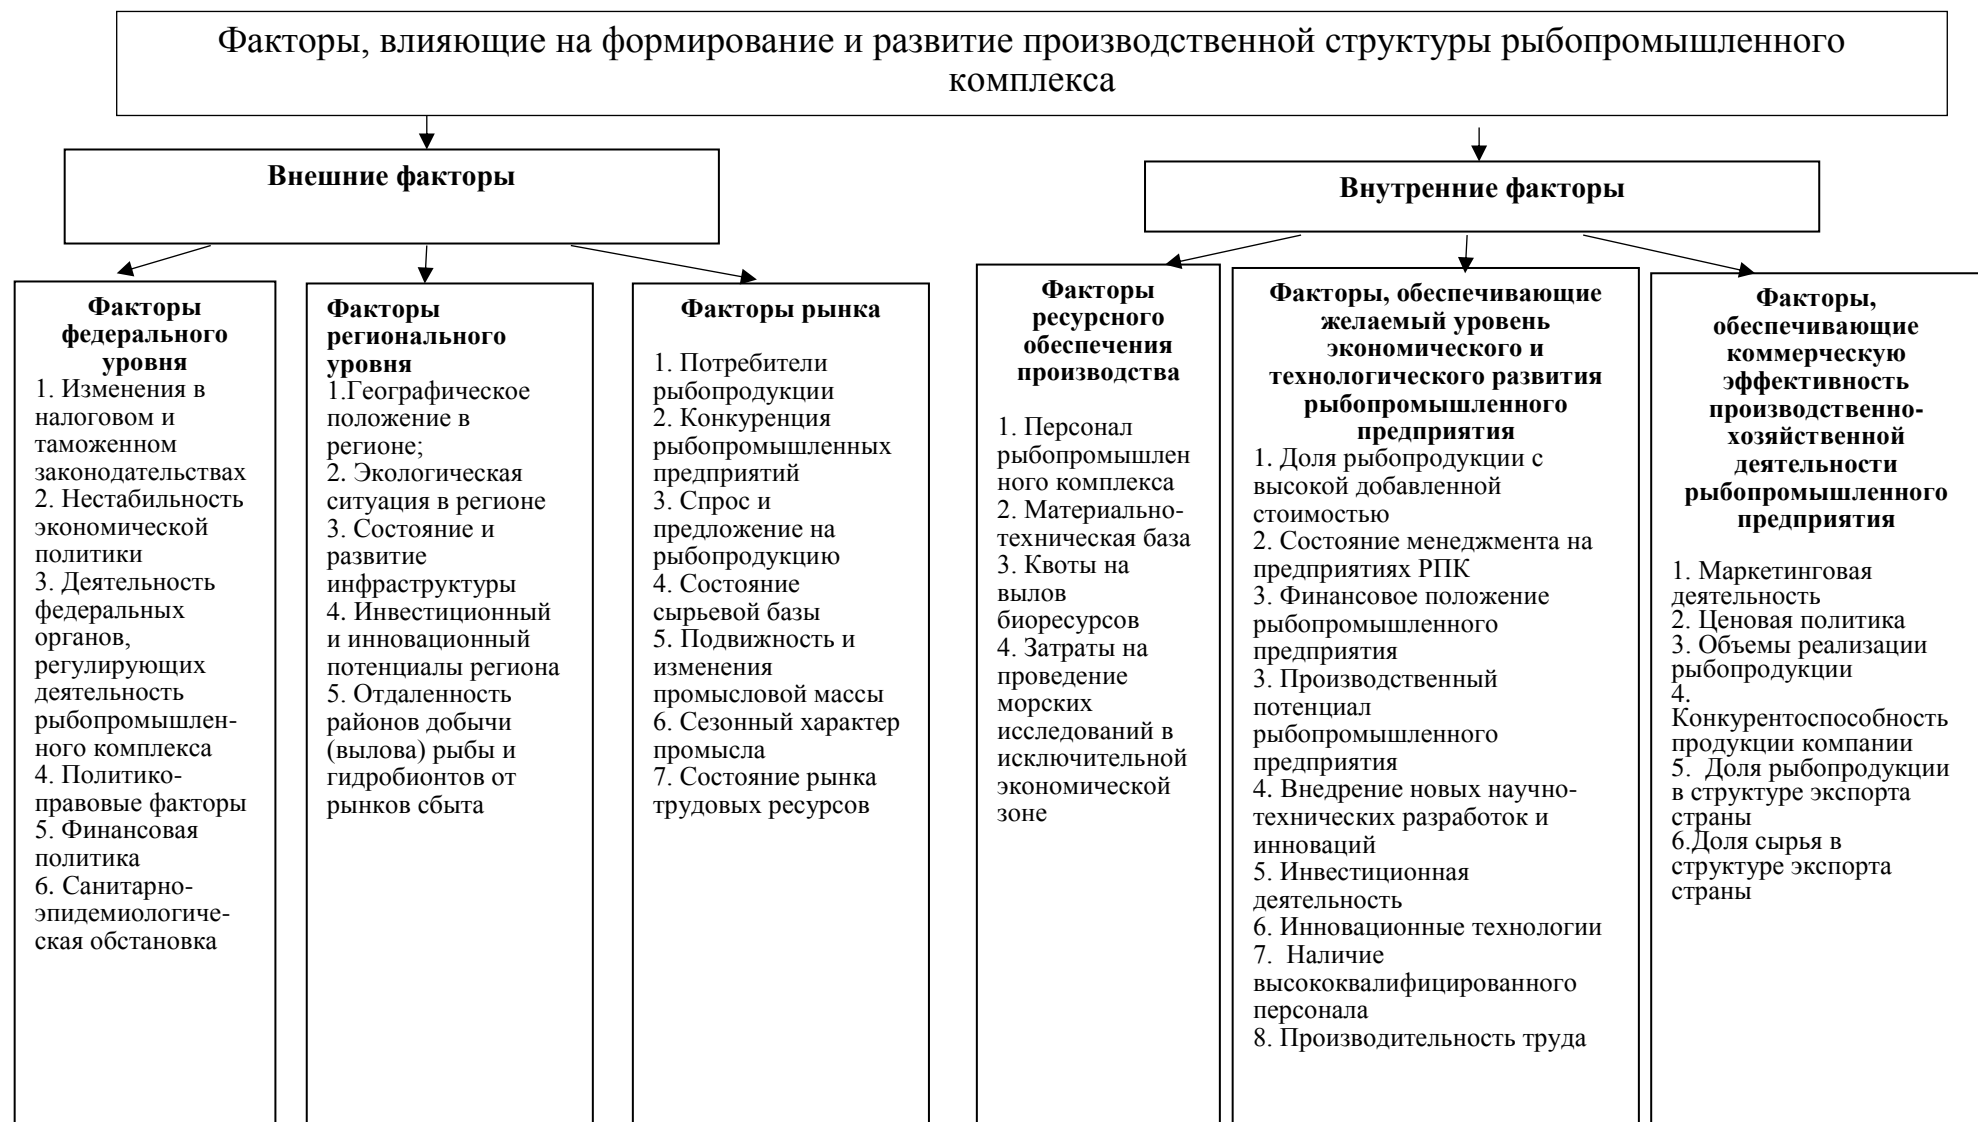 Факторы, влияющие на формирование и развитие производственной структуры рыбопромышленного
комплекса
Внешние факторы
Внутренние факторы
Факторы
федерального
уровня
1. Изменения в
налоговом и
таможенном
законодательствах
2. Нестабильность
экономической
политики
3. Деятельность
федеральных
органов,
регулирующих
деятельность
рыбопромышлен-
ного комплекса
4. Политико-
правовые факторы
5. Финансовая
политика
6. Санитарно-
эпидемиологиче-
ская обстановка
Факторы
регионального
уровня
1.Географическое
положение в
регионе;
2. Экологическая
ситуация в регионе
3. Состояние и
развитие
инфраструктуры
4. Инвестиционный
и инновационный
потенциалы региона
5. Отдаленность
районов добычи
(вылова) рыбы и
гидробионтов от
рынков сбыта
Факторы рынка
1. Потребители
рыбопродукции
2. Конкуренция
рыбопромышленных
предприятий
3. Спрос и
предложение на
рыбопродукцию
4. Состояние
сырьевой базы
5. Подвижность и
изменения
промысловой массы
6. Сезонный характер
промысла
7. Состояние рынка
трудовых ресурсов
Факторы
ресурсного
обеспечения
производства
1. Персонал
рыбопромышлен
ного комплекса
2. Материально-
техническая база
3. Квоты на
вылов
биоресурсов
4. Затраты на
проведение
морских
исследований в
исключительной
экономической
зоне
Факторы, обеспечивающие
желаемый уровень
экономического и
технологического развития
рыбопромышленного
предприятия
1. Доля рыбопродукции с
высокой добавленной
стоимостью
2. Состояние менеджмента на
предприятиях РПК
3. Финансовое положение
рыбопромышленного
предприятия
3. Производственный
потенциал
рыбопромышленного
предприятия
4. Внедрение новых научно-
технических разработок и
инноваций
5. Инвестиционная
деятельность
6. Инновационные технологии
7. Наличие
высококвалифицированного
персонала
8. Производительность труда
Факторы,
обеспечивающие
коммерческую
эффективность
производственно-
хозяйственной
деятельности
рыбопромышленного
предприятия
1. Маркетинговая
деятельность
2. Ценовая политика
3. Объемы реализации
рыбопродукции
4.
Конкурентоспособность
продукции компании
5. Доля рыбопродукции
в структуре экспорта
страны
6.Доля сырья в
структуре экспорта
страны